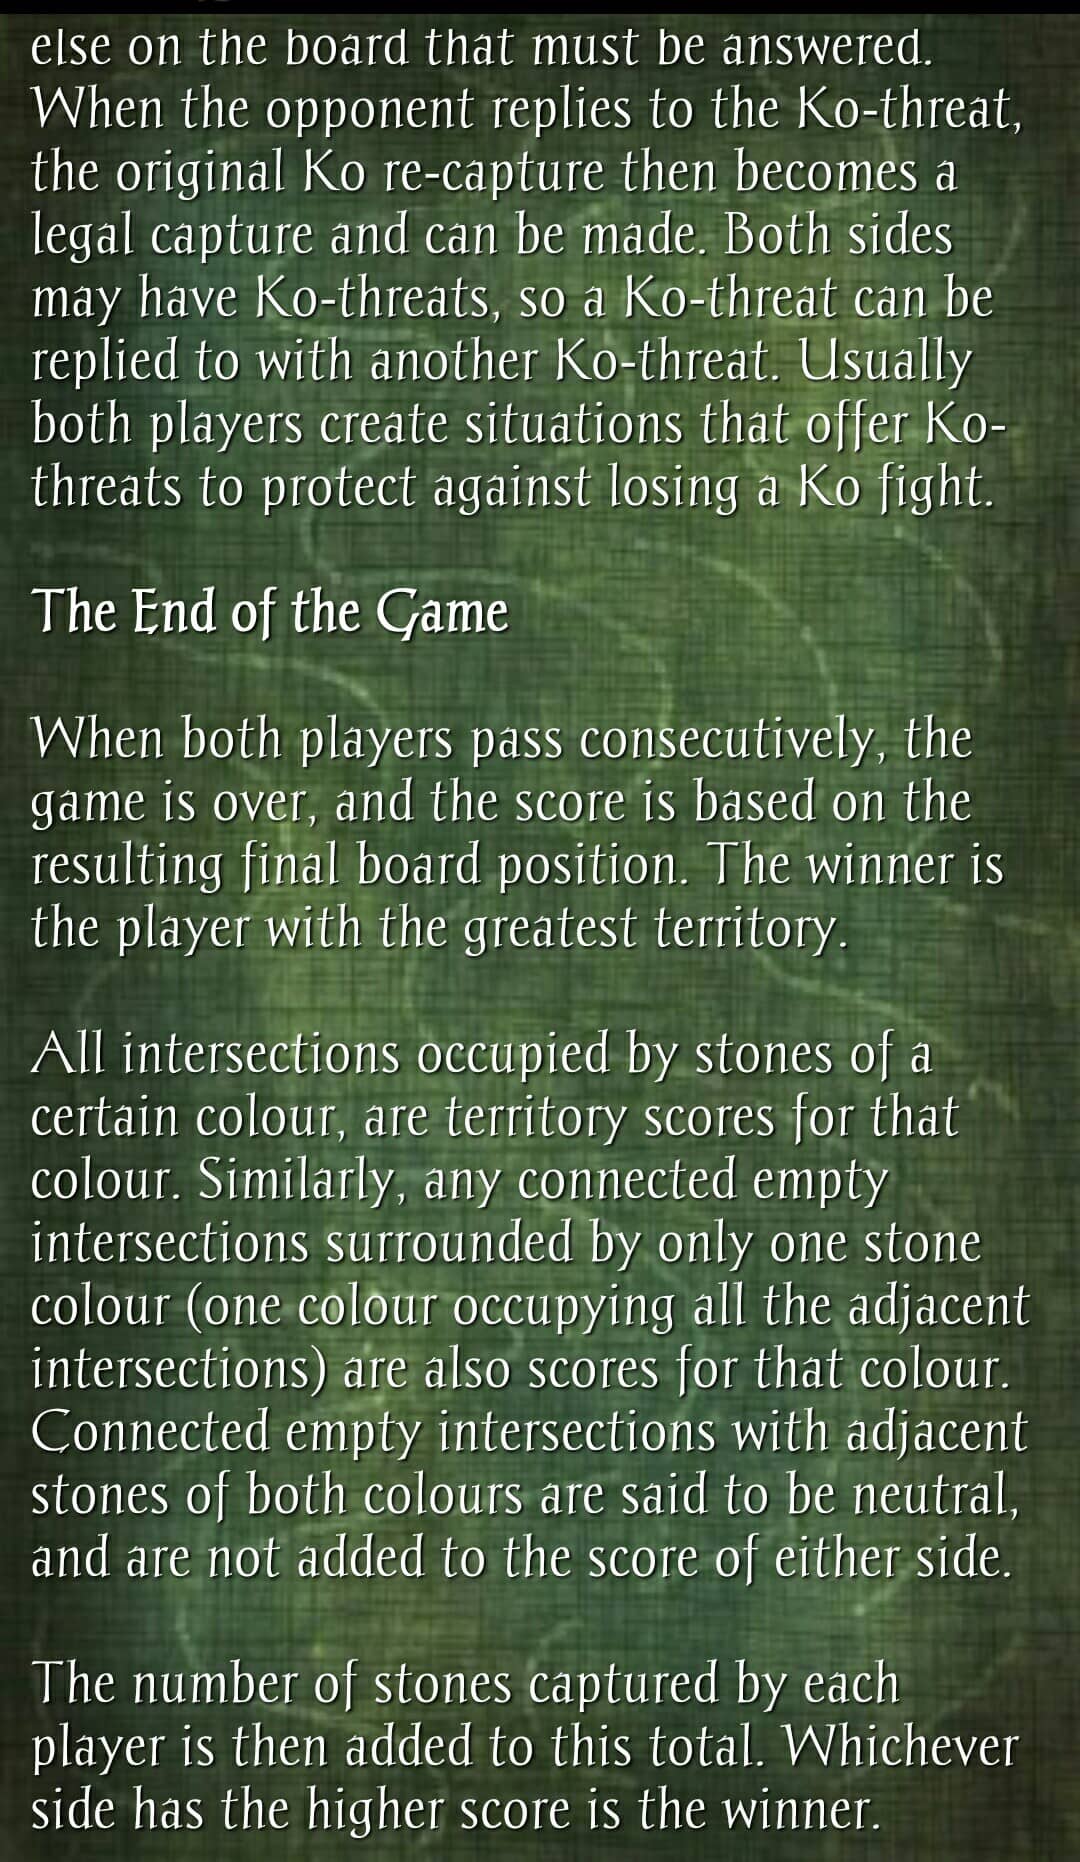 else on the board that must be answered.
When the opponent replies to the Ko-threat,
the original Ko re-capture then becomes a
legal capture and can be made. Both sides
may have Ko-threats, so a Ko-threat can be
replied to with another Ko-threat. Usually
both players create situations that offer Ko-
threats to protect against losing a Ko fight.
The End of the Game
When both players pass consecutively, the
game is over, and the score is based on the
resulting final board position. The winner is
the player with the greatest territory.
All intersections occupied by stones of a
certain colour, are territory scores for that
colour. Similarly, any connected empty
intersections surrounded by only one stone
colour (one colour occupying all the adjacent
intersections) are also scores for that colour.
Connected empty intersections with adjacent
stones of both colours are said to be neutral,
and are not added to the score of either side.
The number of stones captured by each
player is then added to this total. Whichever
side has the higher score is the winner.